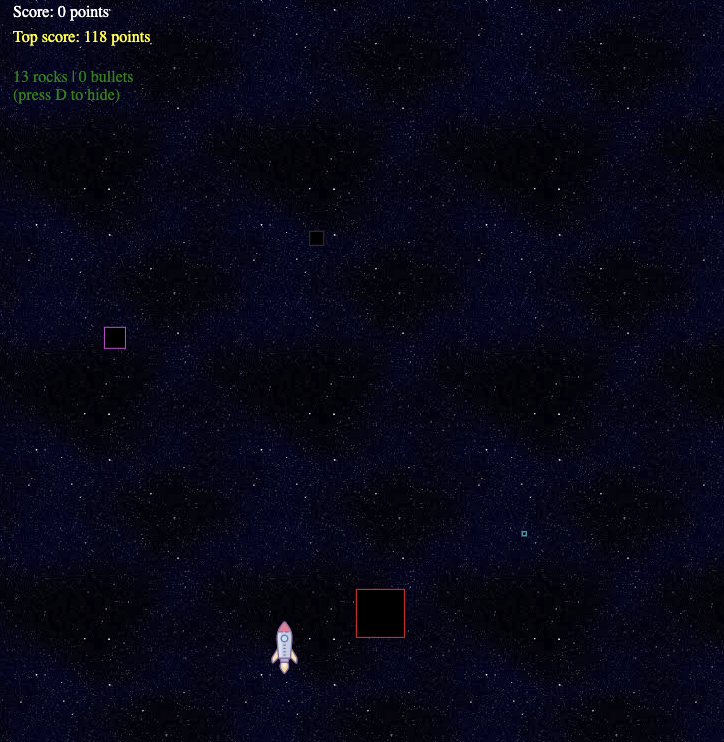 Score: 0 points
Top score: 118 points
13 rocks | 0 bullets
(press D to hide)